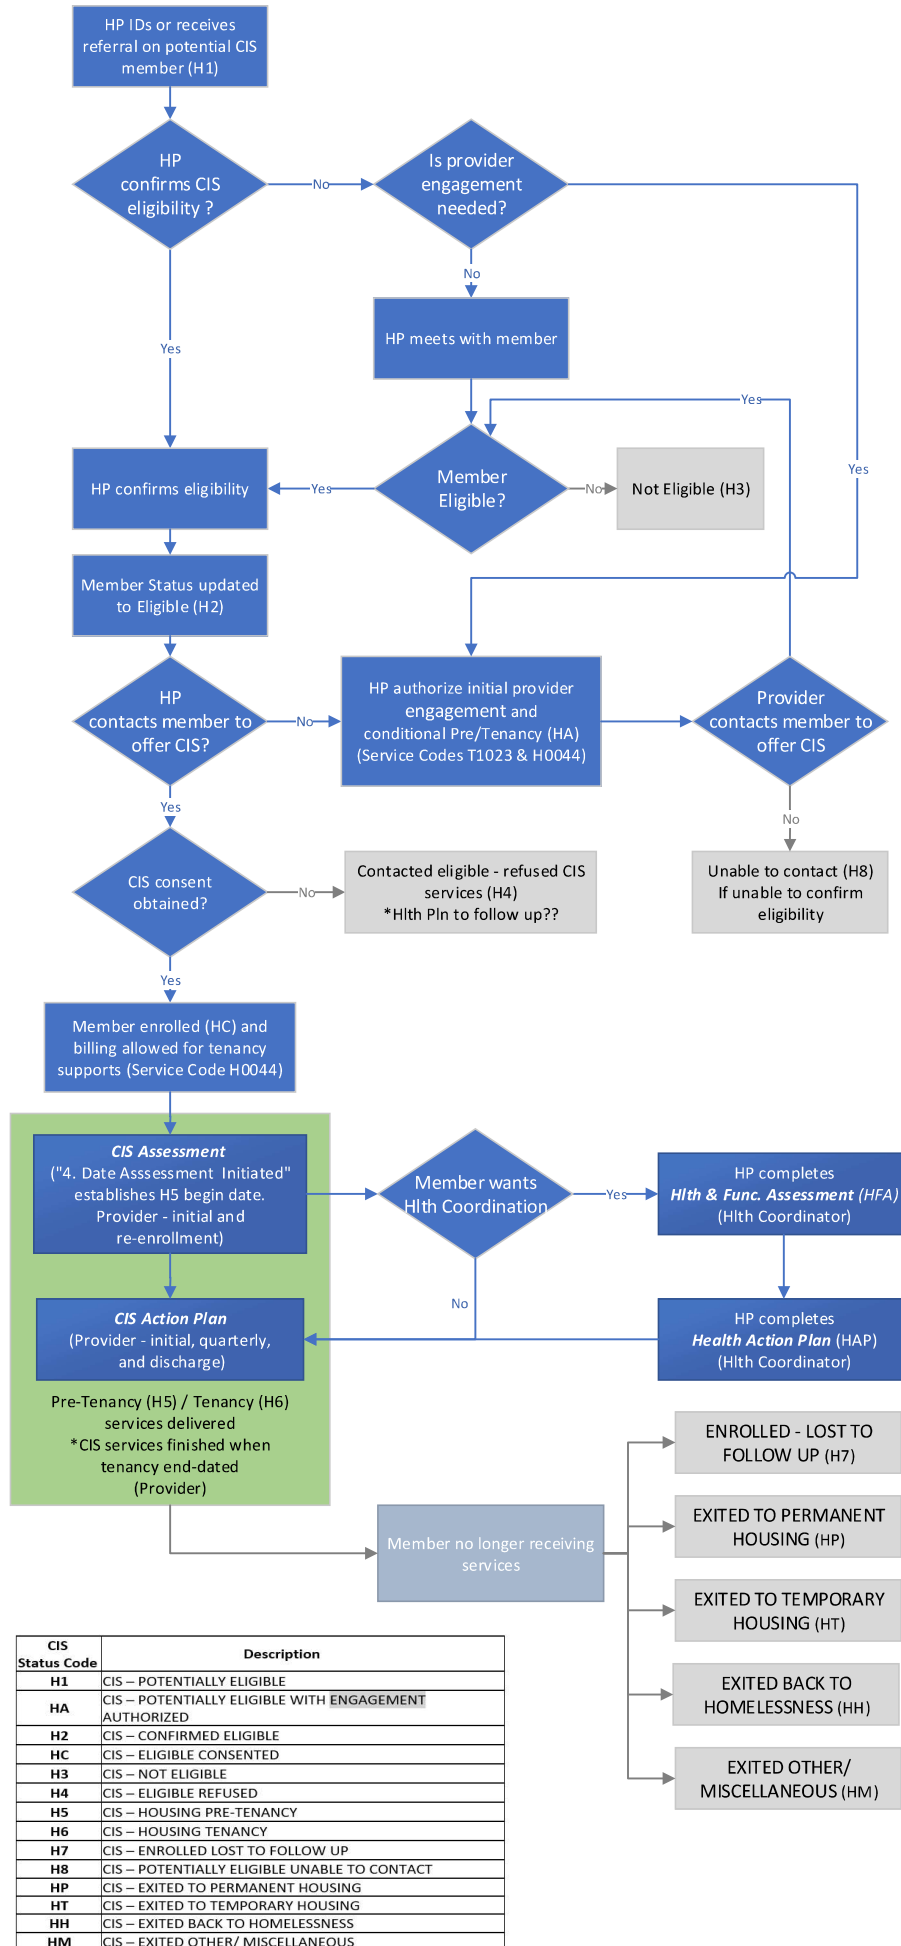 HP IDs or receives
referral on potential CIS
member (H1)
HP
confirms CIS
eligibility ?
No
Is provider
engagement
needed?
No
Yes
HP meets with member
Yes
Yes
HP confirms eligibility
Yes
Member
Eligible?
No
Not Eligible (H3)
Member Status updated
to Eligible (H2)
HP
contacts member to
offer CIS?
No
HP authorize initial provider
engagement and
conditional Pre/Tenancy (HA)
(Service Codes T1023 & H0044)
Provider
contacts member to
offer CIS
Yes
No
CIS consent
obtained?
No
Contacted eligible - refused CIS
services (H4)
*Hlth Pln to follow up??
Unable to contact (H8)
If unable to confirm
eligibility
Yes
Member enrolled (HC) and
billing allowed for tenancy
supports (Service Code H0044)
CIS Assessment
("4. Date Asssessment Initiated"
establishes H5 begin date.
Provider - initial and
re-enrollment)
Member wants
Hlth Coordination
Yes
HP completes
Hlth & Func. Assessment (HFA)
(Hlth Coordinator)
No
CIS Action Plan
(Provider - initial, quarterly,
and discharge)
HP completes
Health Action Plan (HAP)
(Hlth Coordinator)
Pre-Tenancy (H5) / Tenancy (H6)
services delivered
*CIS services finished when
tenancy end-dated
(Provider)
Member no longer receiving
services
ENROLLED - LOST TO
FOLLOW UP (H7)
EXITED TO PERMANENT
HOUSING (HP)
EXITED TO TEMPORARY
HOUSING (HT)
EXITED BACK TO
HOMELESSNESS (HH)
EXITED OTHER/
MISCELLANEOUS (HM)
CIS
Status Code
Description
H1 CIS – POTENTIALLY ELIGIBLE
HA CIS – POTENTIALLY ELIGIBLE WITH ENGAGEMENT
AUTHORIZED
H2 CIS – CONFIRMED ELIGIBLE
HC CIS – ELIGIBLE CONSENTED
H3 CIS – NOT ELIGIBLE
H4 CIS – ELIGIBLE REFUSED
H5 CIS – HOUSING PRE-TENANCY
H6 CIS – HOUSING TENANCY
H7 CIS – ENROLLED LOST TO FOLLOW UP
H8 CIS – POTENTIALLY ELIGIBLE UNABLE TO CONTACT
HP CIS – EXITED TO PERMANENT HOUSING
HT CIS – EXITED TO TEMPORARY HOUSING
HH CIS – EXITED BACK TO HOMELESSNESS
HM CIS – EXITED OTHER/ MISCELLANEOUS